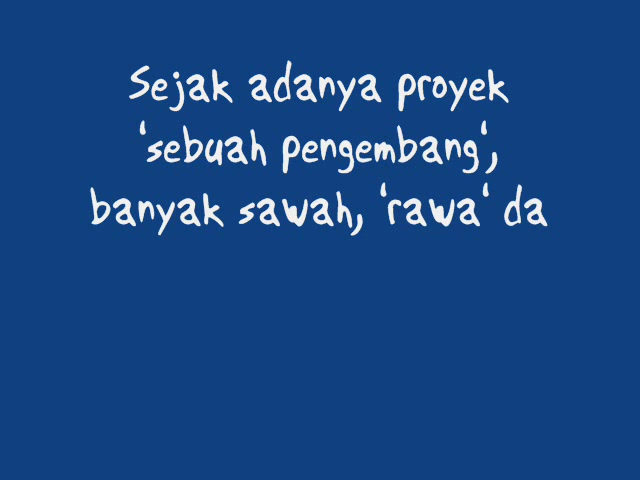 Sejak adanya proyek
'sebuah pengembang',
banyak sawah, 'rawa' da